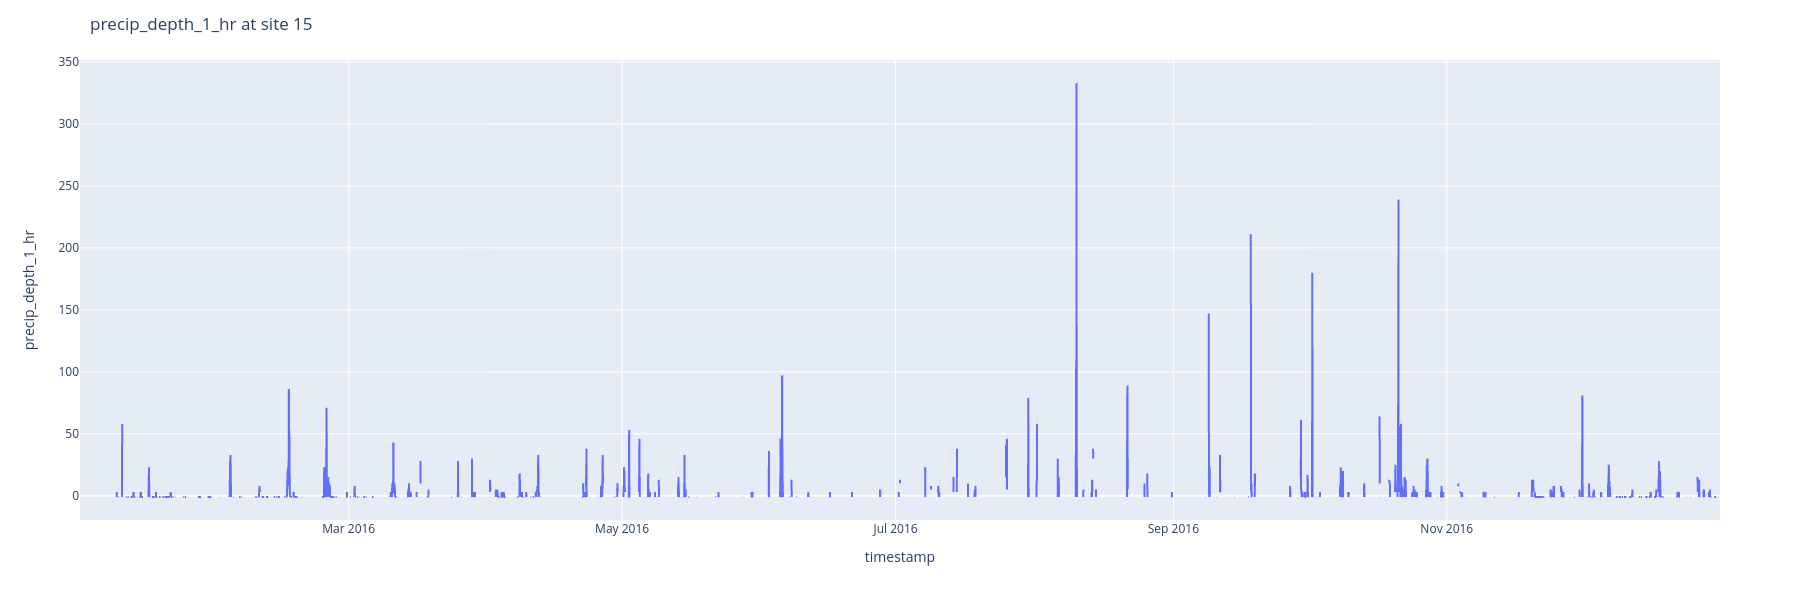 precip_depth_1_hr at site 15
350
300
250
200
150
100
50
0
precip_depth_1_hr
Mar 2016
May 2016
Jul 2016
Sep 2016
Nov 2016
timestamp